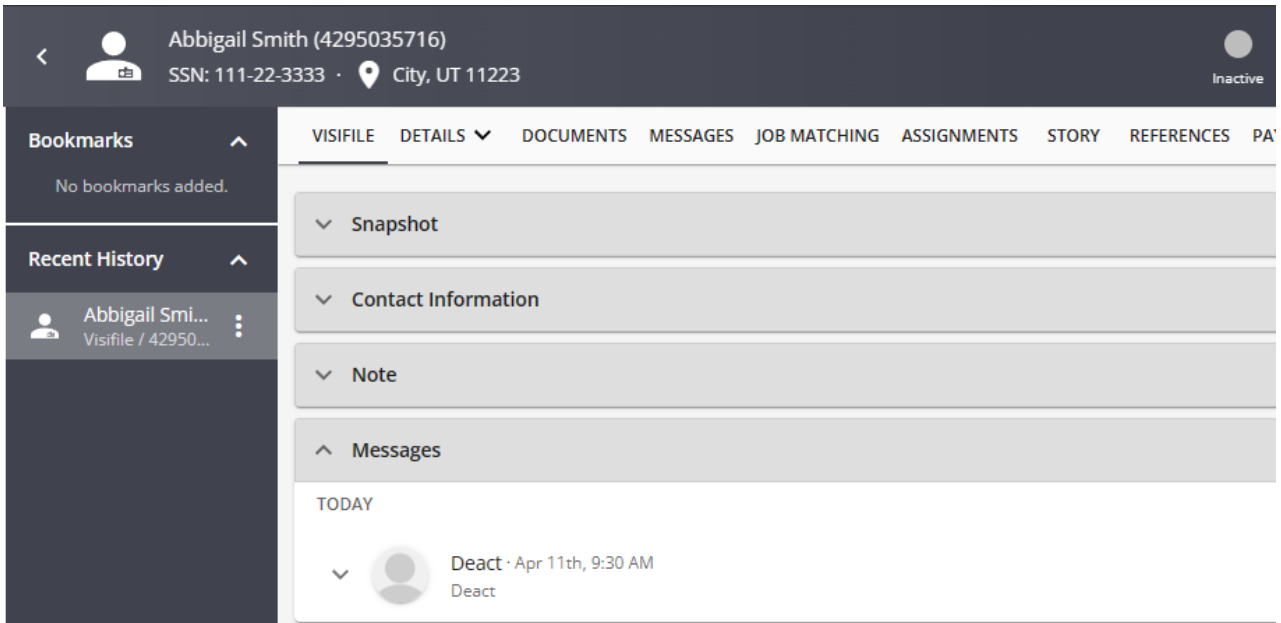 Abbigail Smith (4295035716)
SSN: 111-22-3333 · City, UT 11223
Inactive
Bookmarks
No bookmarks added.
Recent History
Abbigail Smi...
Visifile / 42950...
VISIFILE DETAILS DOCUMENTS MESSAGES JOB MATCHING ASSIGNMENTS STORY REFERENCES PA
Snapshot
Contact Information
Note
Messages
TODAY
Deact · Apr 11th, 9:30 AM
Deact